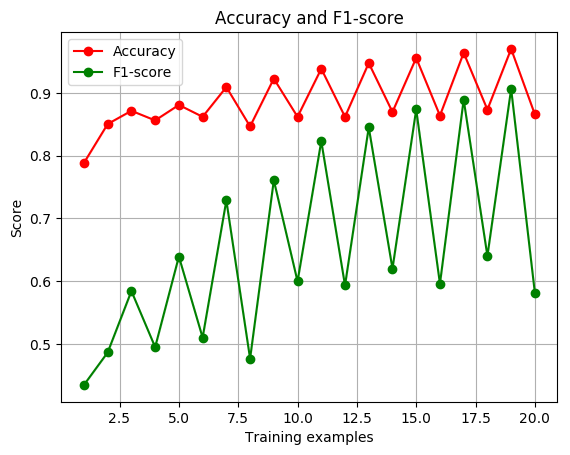 Accuracy and F1-score
Accuracy
F1-score
0.9
0.8
0.7
0.6
0.5
Score
2.5 5.0 7.5 10.0 12.5 15.0 17.5 20.0
Training examples